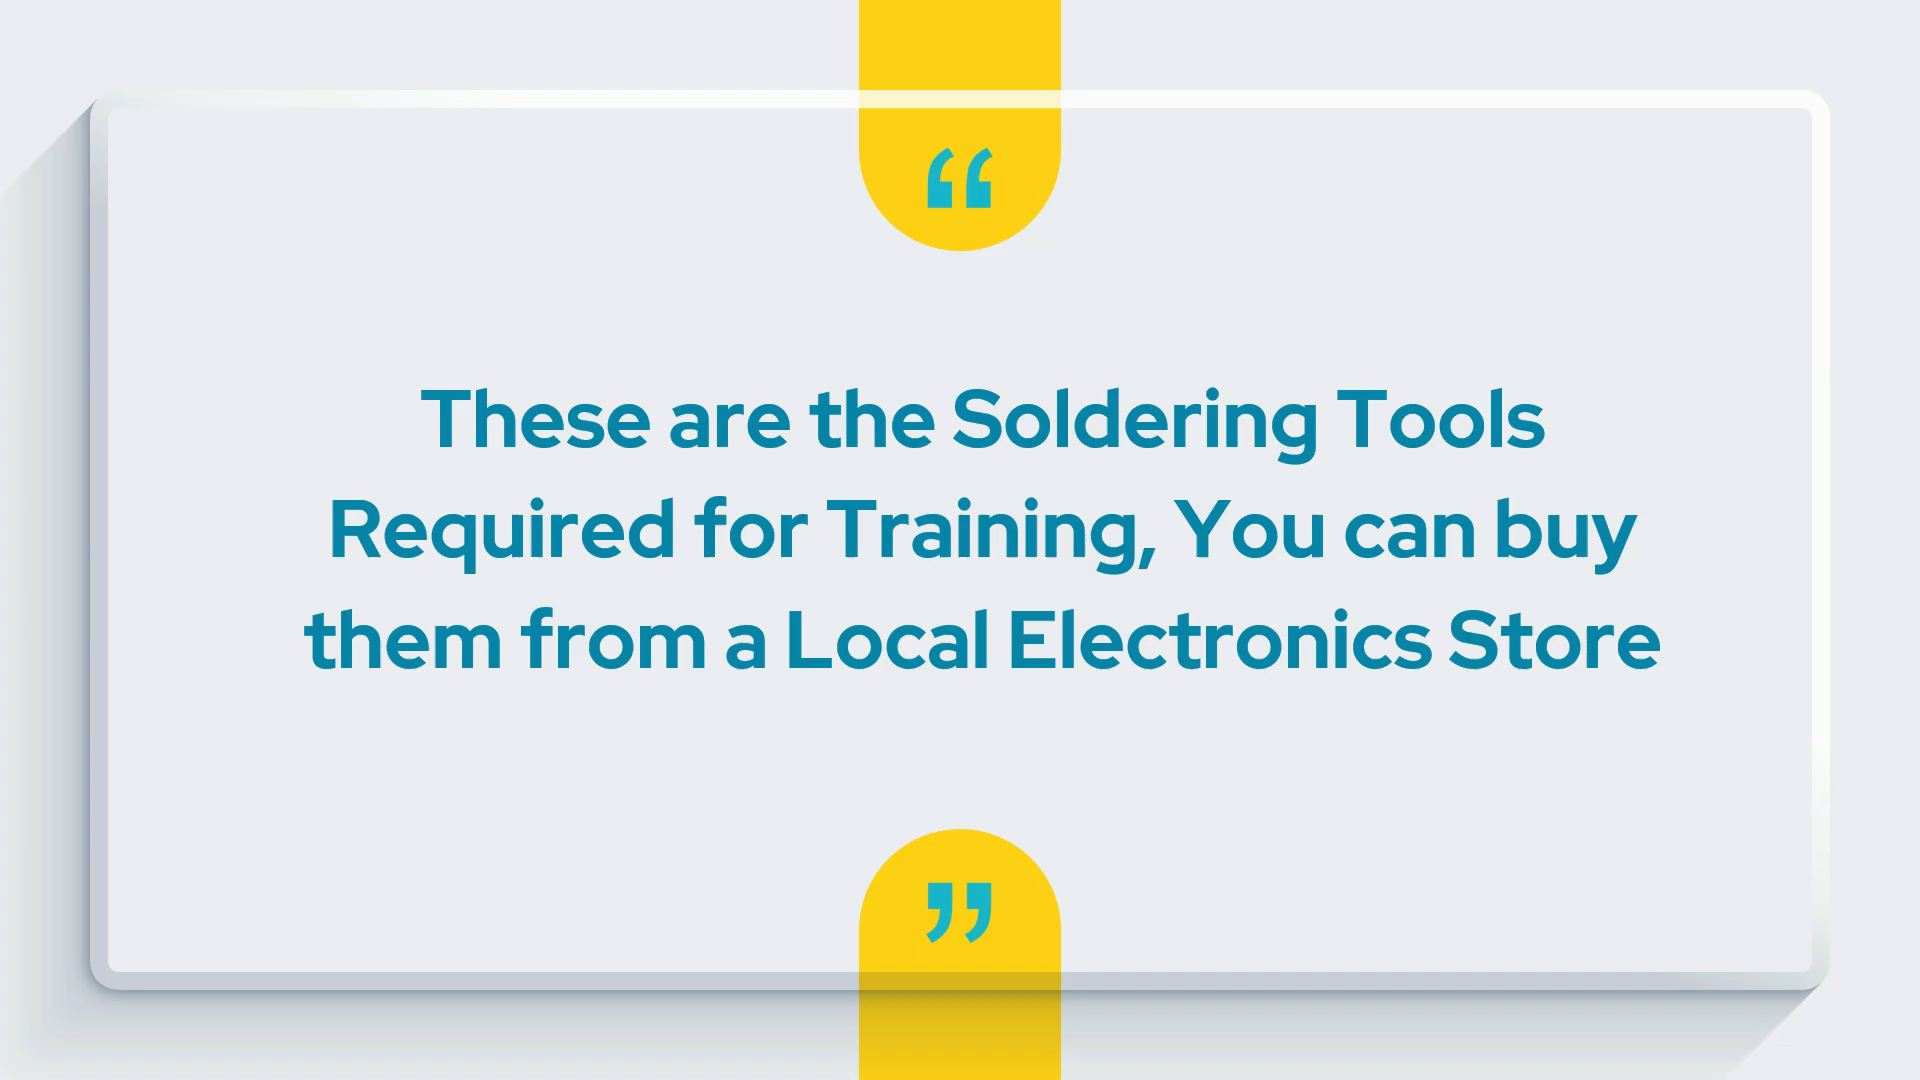 “
These are the Soldering Tools
Required for Training, You can buy
them from a Local Electronics Store
”